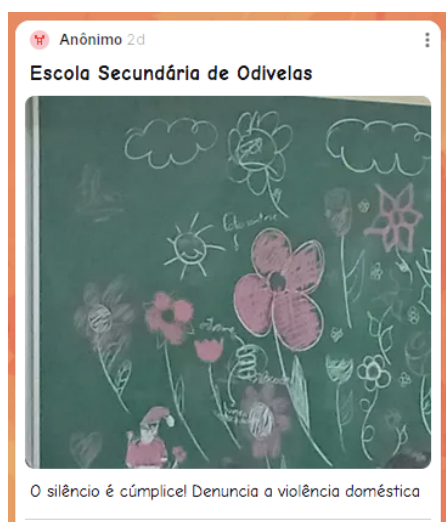 Anônimo 2d
Escola Secundária de Odivelas
O silêncio é cúmplice! Denuncia a violência doméstica